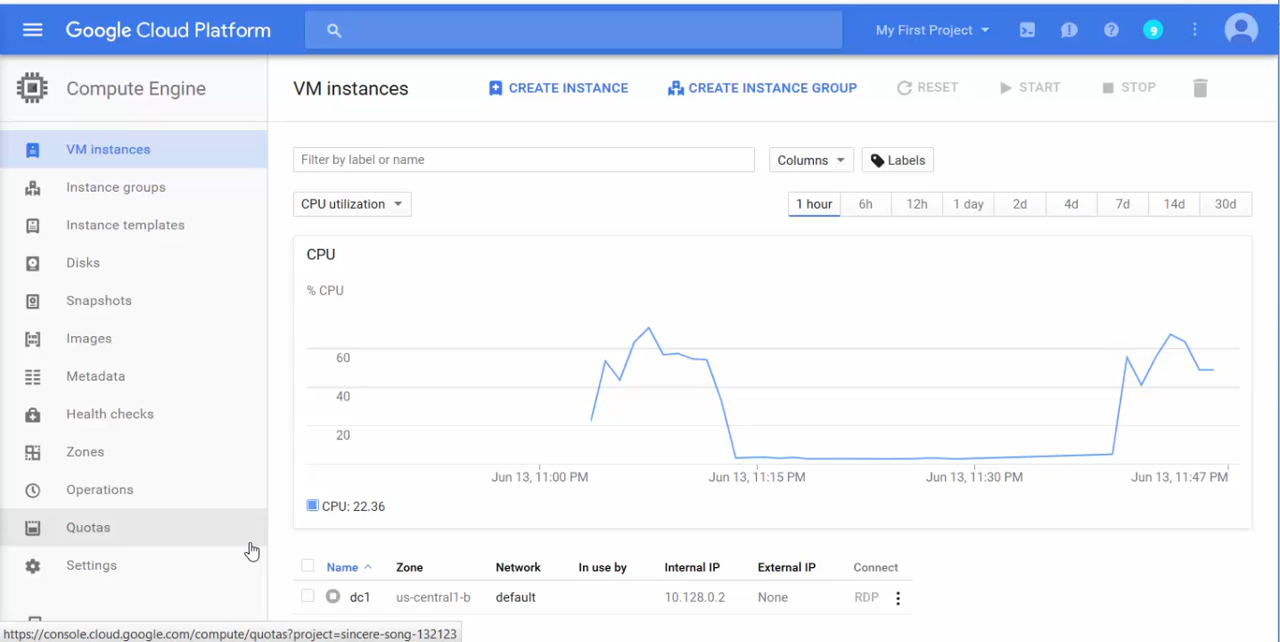 Google Cloud Platform
My First Project
9
Compute Engine
VM instances
CREATE INSTANCE
CREATE INSTANCE GROUP
RESET
START
STOP
VM instances
Instance groups
Instance templates
Disks
Snapshots
Images
Metadata
Health checks
Zones
Operations
Quotas
Settings
Filter by label or name
Columns
Labels
CPU utilization
1 hour 6h 12h 1 day 2d 4d 7d 14d 30d
CPU
% CPU
60
40
20
Jun 13, 11:00 PM Jun 13, 11:15 PM Jun 13, 11:30 PM Jun 13, 11:47 PM
CPU: 22.36
Name Zone Network In use by Internal IP External IP Connect
dc1 us-central1-b default 10.128.0.2 None RDP
https://console.cloud.google.com/compute/quotas?project=sincere-song-132123